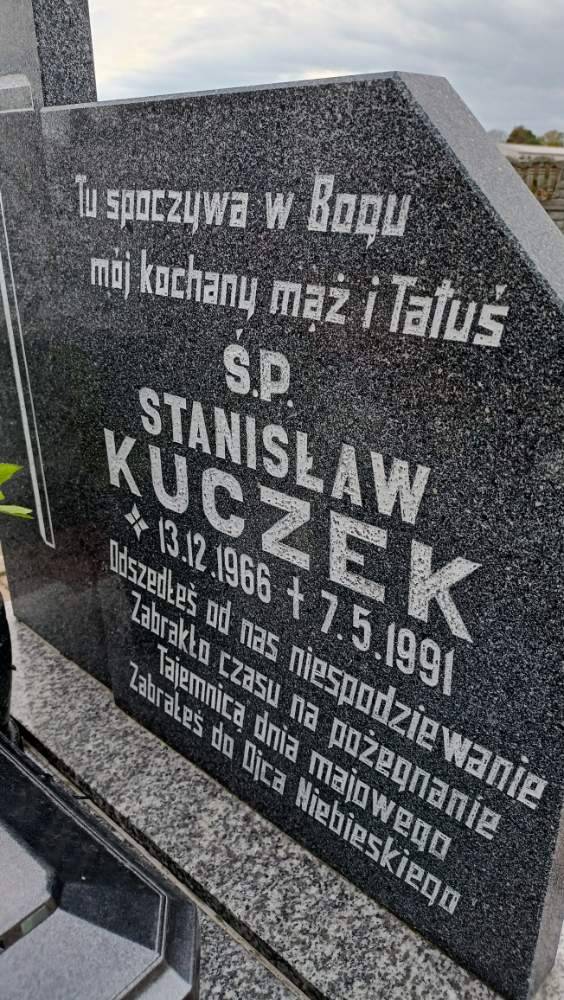 Tu spoczywa w Bogu
mój kochany mąż i Tatuś
Ś.P.
STANISŁAW
KUCZEK
13.12.1966 + 7.5.1991
Odszedłeś od nas niespodziewanie
Zabrakło czasu na pożegnanie
Tajemnicą dnia majowego
Zabrałeś do Ojca Niebieskiego